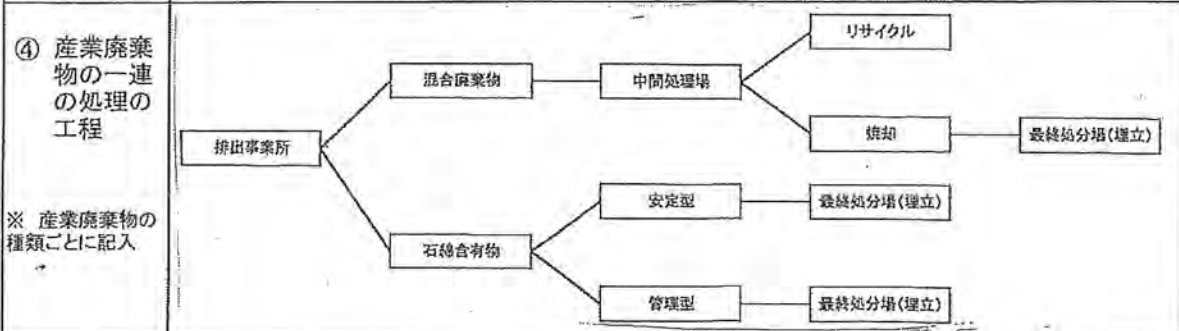 ④ 産業廃棄
物の一連
の処理の
工程
※ 産業廃棄物の
種類ごとに記入
排出事業所
混合廃棄物
中間処理場
リサイクル
焼却
最終処分場(埋立)
石綿含有物
安定型
最終処分場(埋立)
管理型
最終処分場(埋立)